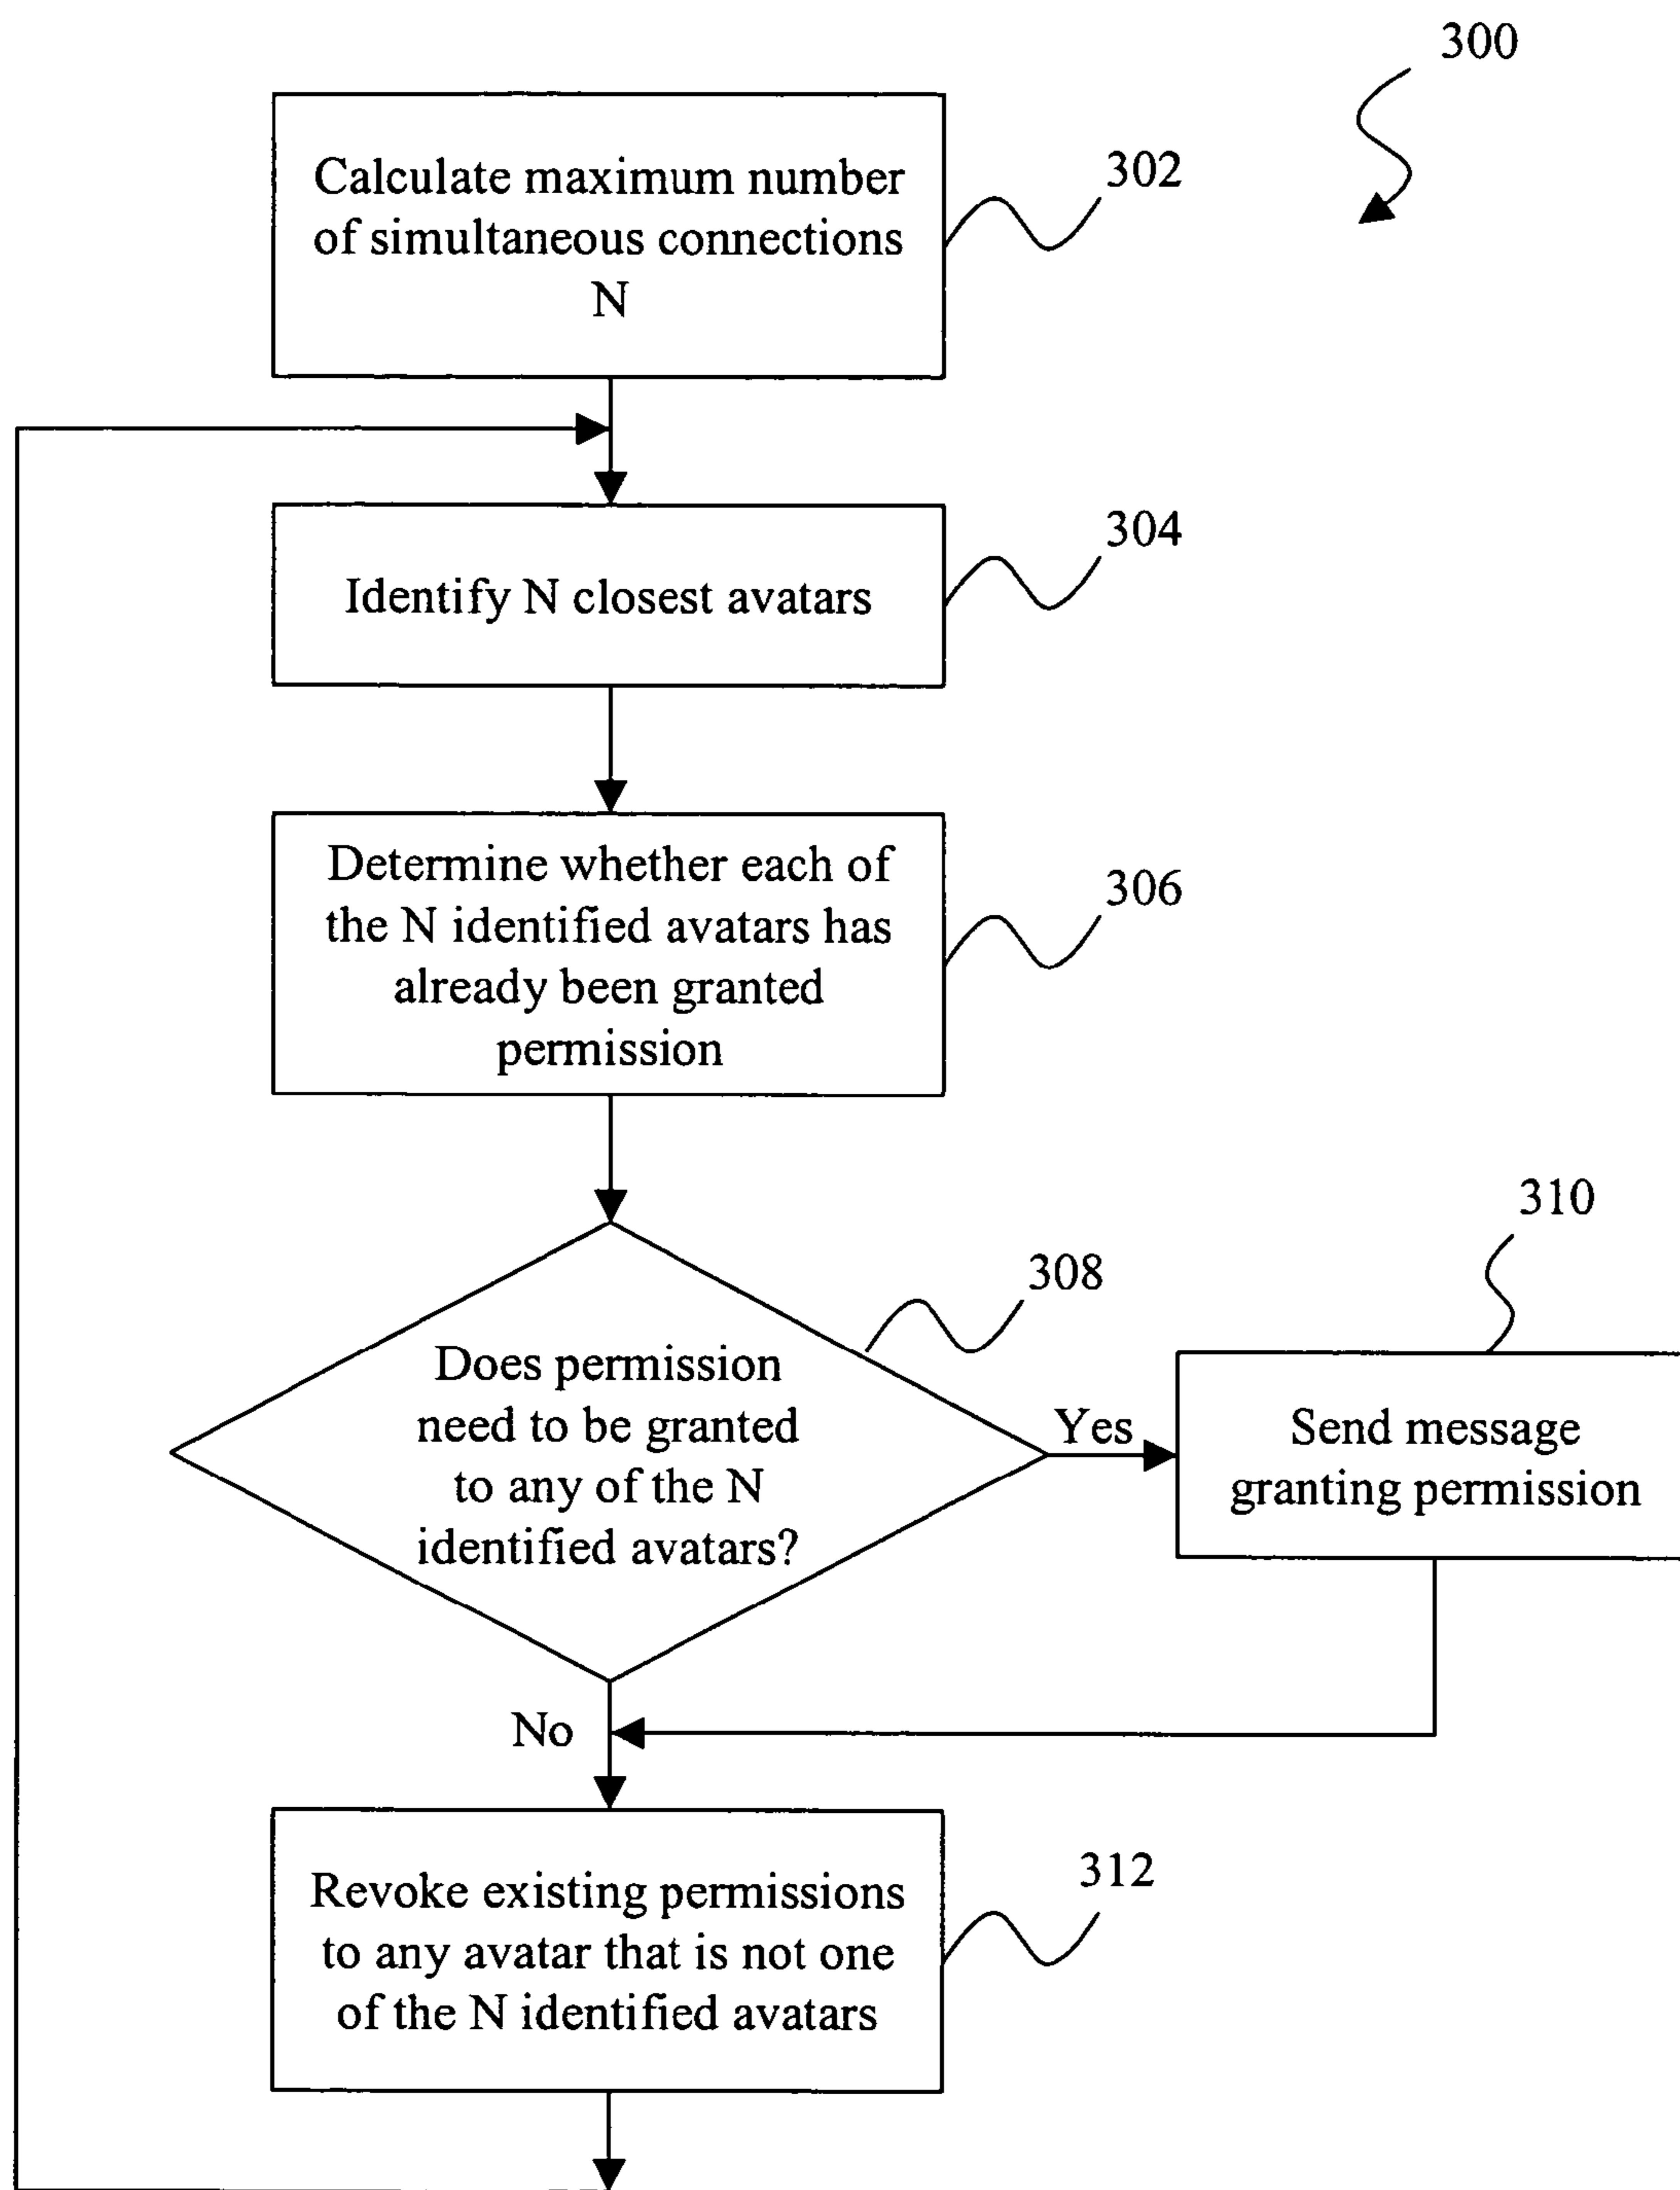 300
Calculate maximum number
of simultaneous connections
N
302
Identify N closest avatars
304
Determine whether each of
the N identified avatars has
already been granted
permission
306
Does permission
need to be granted
to any of the N
identified avatars?
308
Yes
310
Send message
granting permission
No
Revoke existing permissions
to any avatar that is not one
of the N identified avatars
312